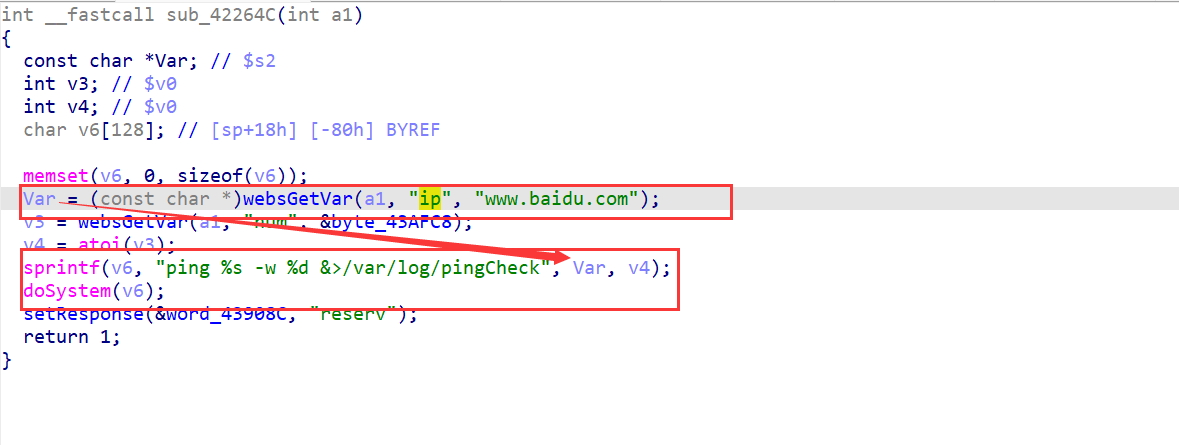 int __fastcall sub_42264C(int a1)
{
const char *Var; // $s2
int v3; // $v0
int v4; // $v0
char v6[128]; // [sp+18h] [-80h] BYREF
memset(v6, 0, sizeof(v6));
Var = (const char *)websGetVar(a1, "ip", "www.baidu.com");
v3 = websGetVar(a1, "num", &byte_43AFC8);
v4 = atoi(v3);
sprintf(v6, "ping %s -w %d &>/var/log/pingCheck", Var, v4);
doSystem(v6);
setResponse(&word_43908C, "reserv");
return 1;
}